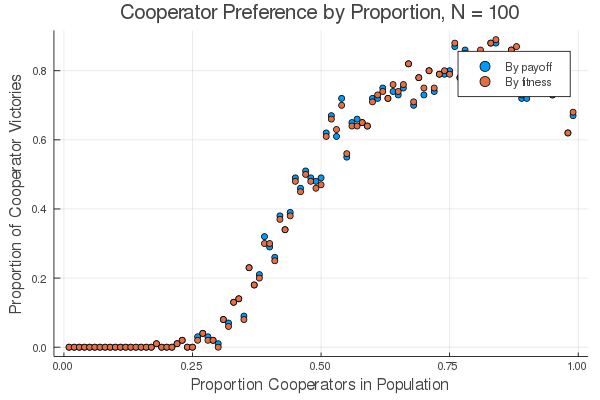 Cooperator Preference by Proportion, N = 100
Proportion of Cooperator Victories
0.8
0.6
0.4
0.2
0.0
By payoff
By fitness
0.00 0.25 0.50 0.75 1.00
Proportion Cooperators in Population